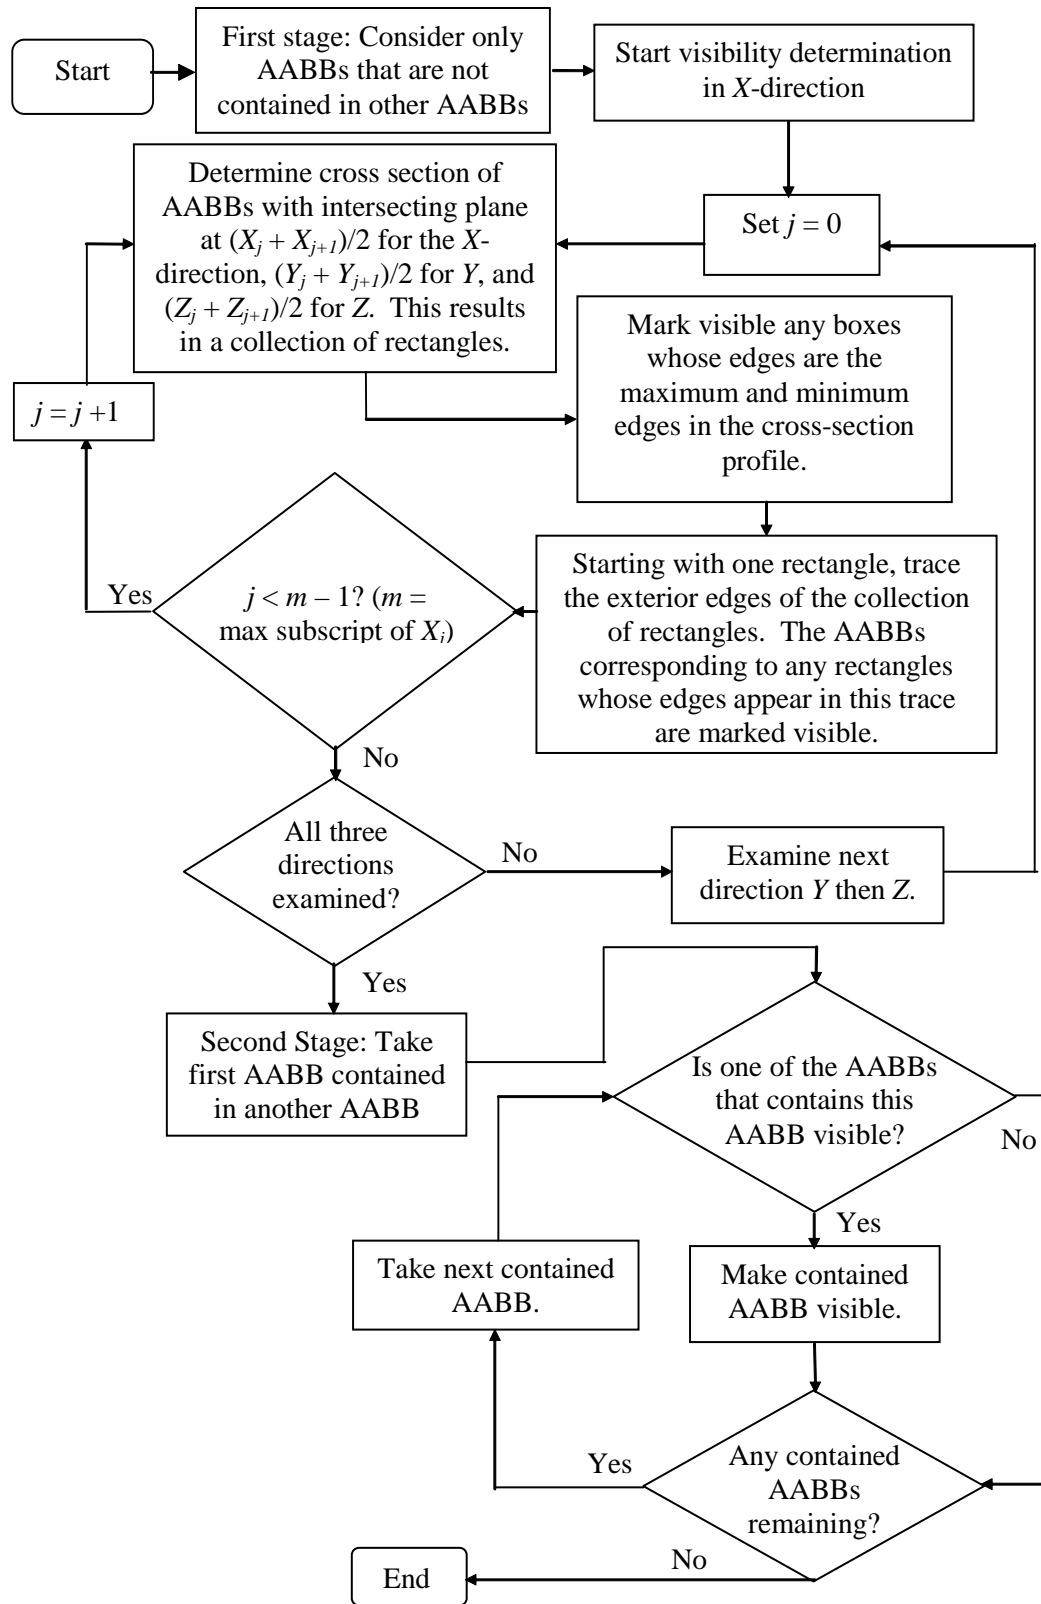 Start
First stage: Consider only
AABBs that are not
contained in other AABBs
Start visibility determination
in X-direction
Determine cross section of
AABBs with intersecting plane
at (Xj + Xj+1)/2 for the X-
direction, (Yj + Yj+1)/2 for Y, and
(Zj + Zj+1)/2 for Z. This results
in a collection of rectangles.
Set j = 0
Mark visible any boxes
whose edges are the
maximum and minimum
edges in the cross-section
profile.
j = j +1
Yes
j < m – 1? (m =
max subscript of Xj)
Starting with one rectangle, trace
the exterior edges of the collection
of rectangles. The AABBs
corresponding to any rectangles
whose edges appear in this trace
are marked visible.
No
All three
directions
examined?
No
Examine next
direction Y then Z.
Yes
Second Stage: Take
first AABB contained
in another AABB
Is one of the AABBs
that contains this
AABB visible?
No
Yes
Take next contained
AABB.
Make contained
AABB visible.
Yes
Any contained
AABBs
remaining?
No
End